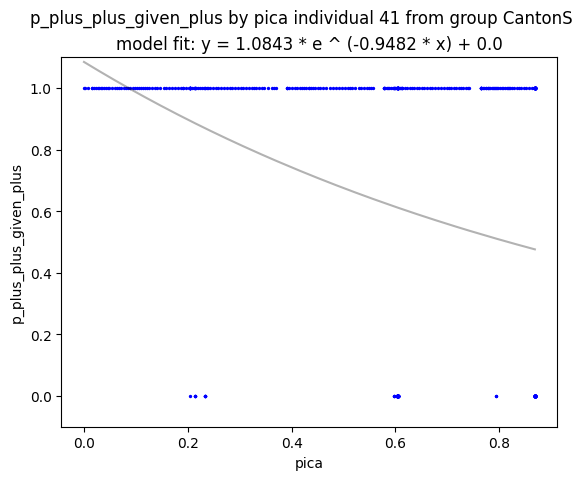 p_plus_plus_given_plus by pica individual 41 from group CantonS
model fit: y = 1.0843 * e ^ (-0.9482 * x) + 0.0
1.0
0.8
0.6
0.4
0.2
0.0
p_plus_plus_given_plus
0.0 0.2 0.4 0.6 0.8
pica